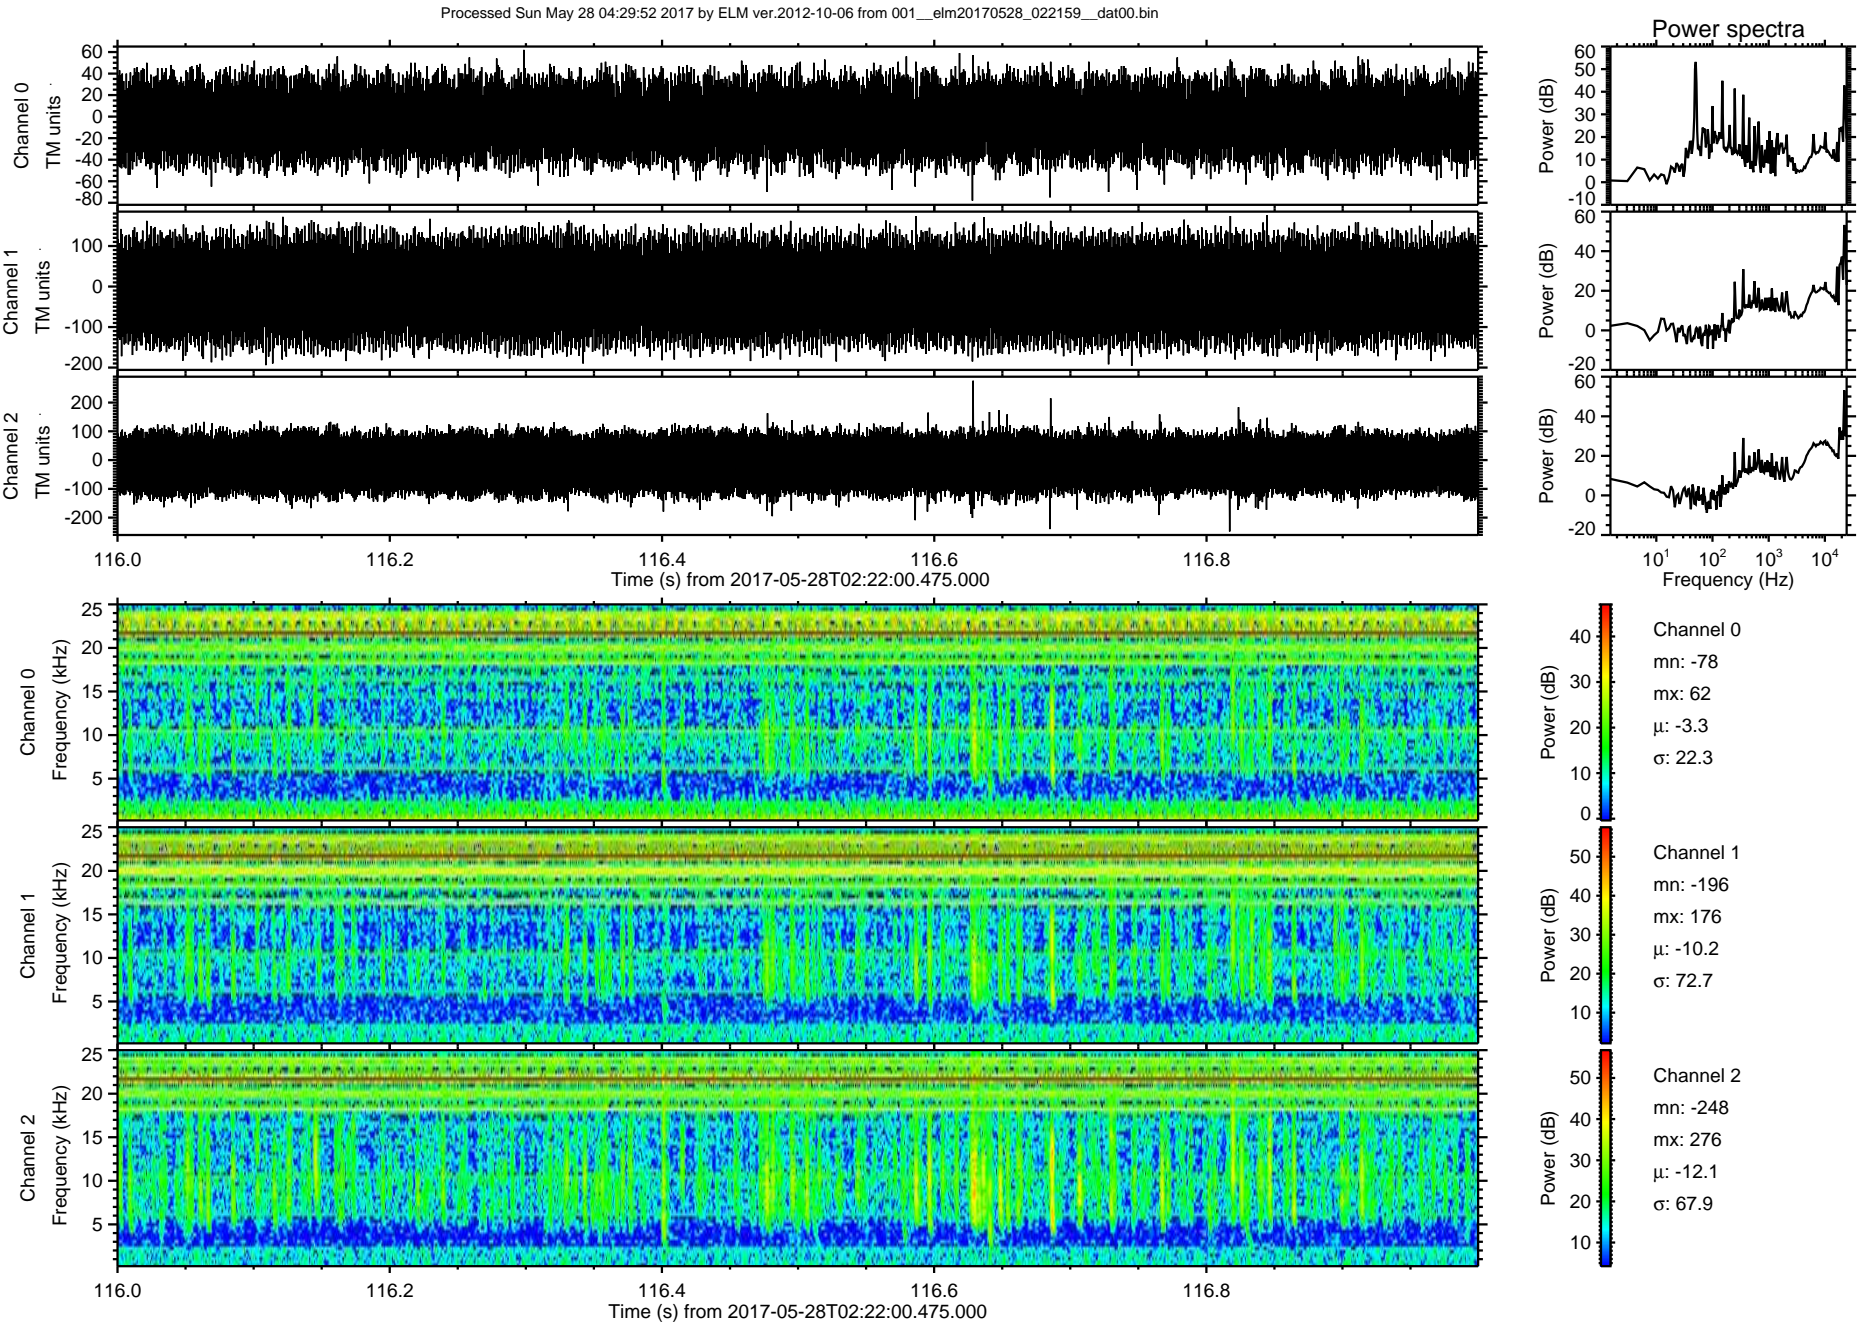 Processed Sun May 28 04:29:52 2017 by ELM ver.2012-10-06 from 001__elm20170528_022159__dat00.bin
Power spectra
Channel 0
TM units
60
40
20
0
-20
-40
-60
-80
Power (dB)
60
50
40
30
20
10
0
-10
Channel 1
TM units
100
0
-100
-200
Power (dB)
60
40
20
0
-20
Channel 2
TM units
200
100
0
-100
-200
Power (dB)
60
40
20
0
-20
116.0 116.2 116.4 116.6 116.8
Time (s) from 2017-05-28T02:22:00.475.000
10¹ 10² 10³ 10⁴
Frequency (Hz)
Channel 0
Frequency (kHz)
25
20
15
10
5
Power (dB)
40
30
20
10
0
Channel 0
mn: -78
mx: 62
μ: -3.3
σ: 22.3
Channel 1
Frequency (kHz)
25
20
15
10
5
Power (dB)
50
40
30
20
10
Channel 1
mn: -196
mx: 176
μ: -10.2
σ: 72.7
Channel 2
Frequency (kHz)
25
20
15
10
5
Power (dB)
50
40
30
20
10
Channel 2
mn: -248
mx: 276
μ: -12.1
σ: 67.9
116.0 116.2 116.4 116.6 116.8
Time (s) from 2017-05-28T02:22:00.475.000